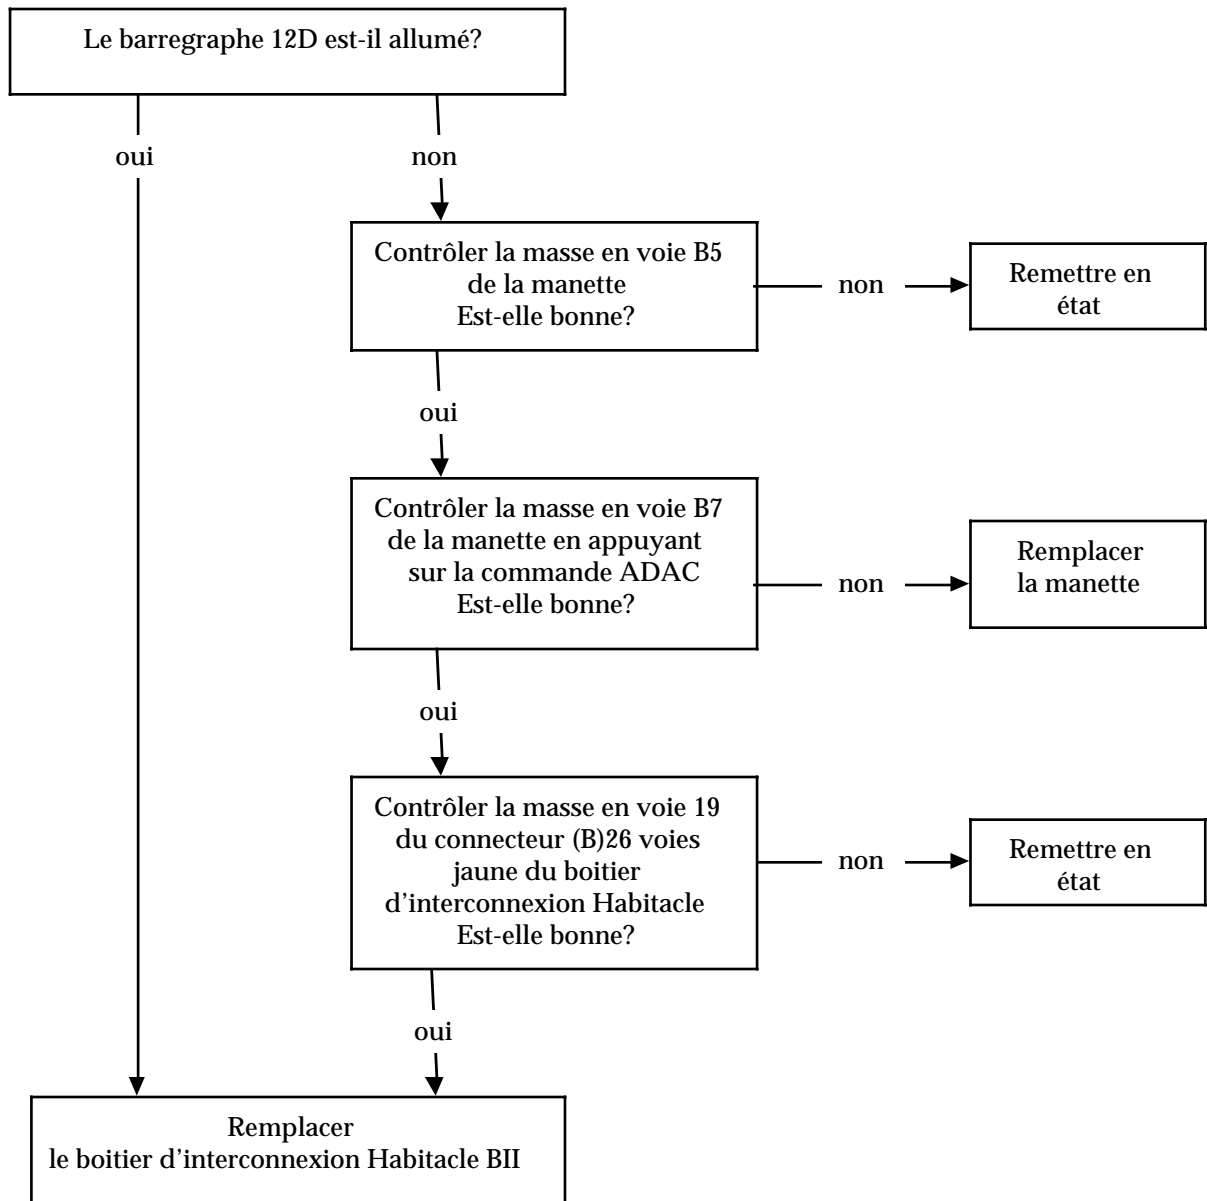 Le barregraphe 12D est-il allumé?
oui
non
Contrôler la masse en voie B5
de la manette
Est-elle bonne?
non
Remettre en
état
oui
Contrôler la masse en voie B7
de la manette en appuyant
sur la commande ADAC
Est-elle bonne?
non
Remplacer
la manette
oui
Contrôler la masse en voie 19
du connecteur (B)26 voies
jaune du boitier
d'interconnexion Habitacle
Est-elle bonne?
non
Remettre en
état
oui
Remplacer
le boitier d'interconnexion Habitacle BII